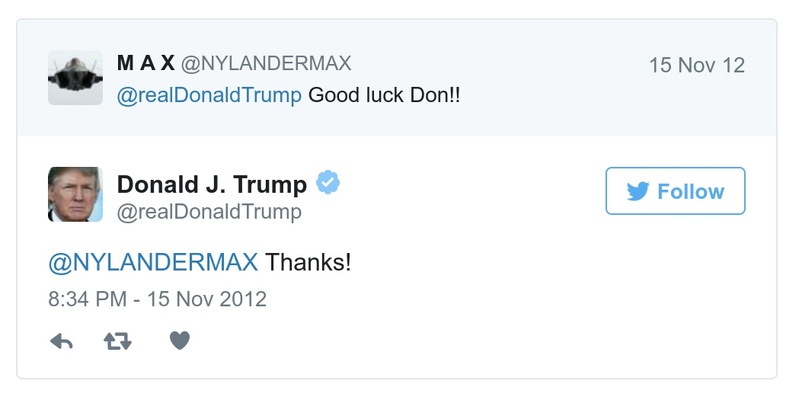 M A X @NYLANDERMAX 15 Nov 12
@realDonaldTrump Good luck Don!!
Donald J. Trump
@realDonaldTrump
Follow
@NYLANDERMAX Thanks!
8:34 PM - 15 Nov 2012